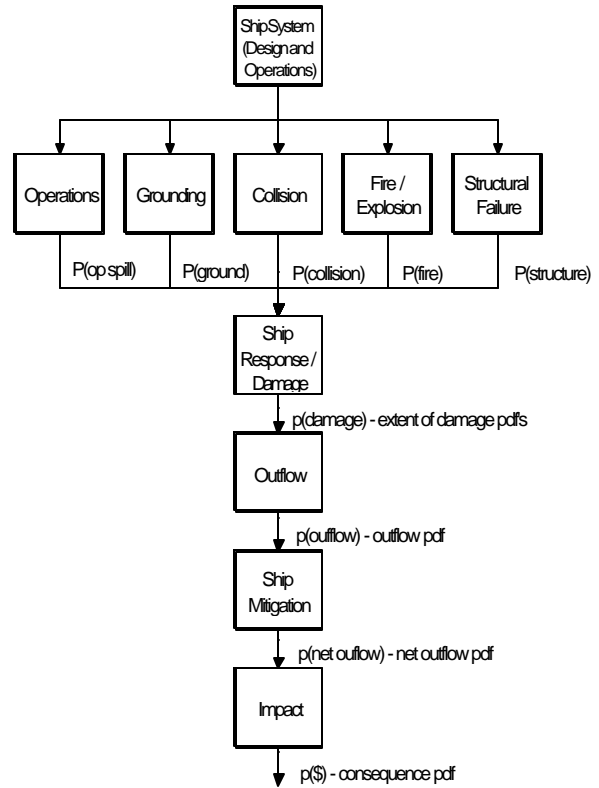 Ship System
(Design and
Operations)
Operations
Grounding
Collision
Fire /
Explosion
Structural
Failure
P(op spill)
P(ground)
P(collision)
P(fire)
P(structure)
Ship
Response /
Damage
p(damage) - extent of damage pdf's
Outflow
p(oufflow) - outflow pdf
Ship
Mitigation
p(net ouflow) - net outflow pdf
Impact
p($) - consequence pdf